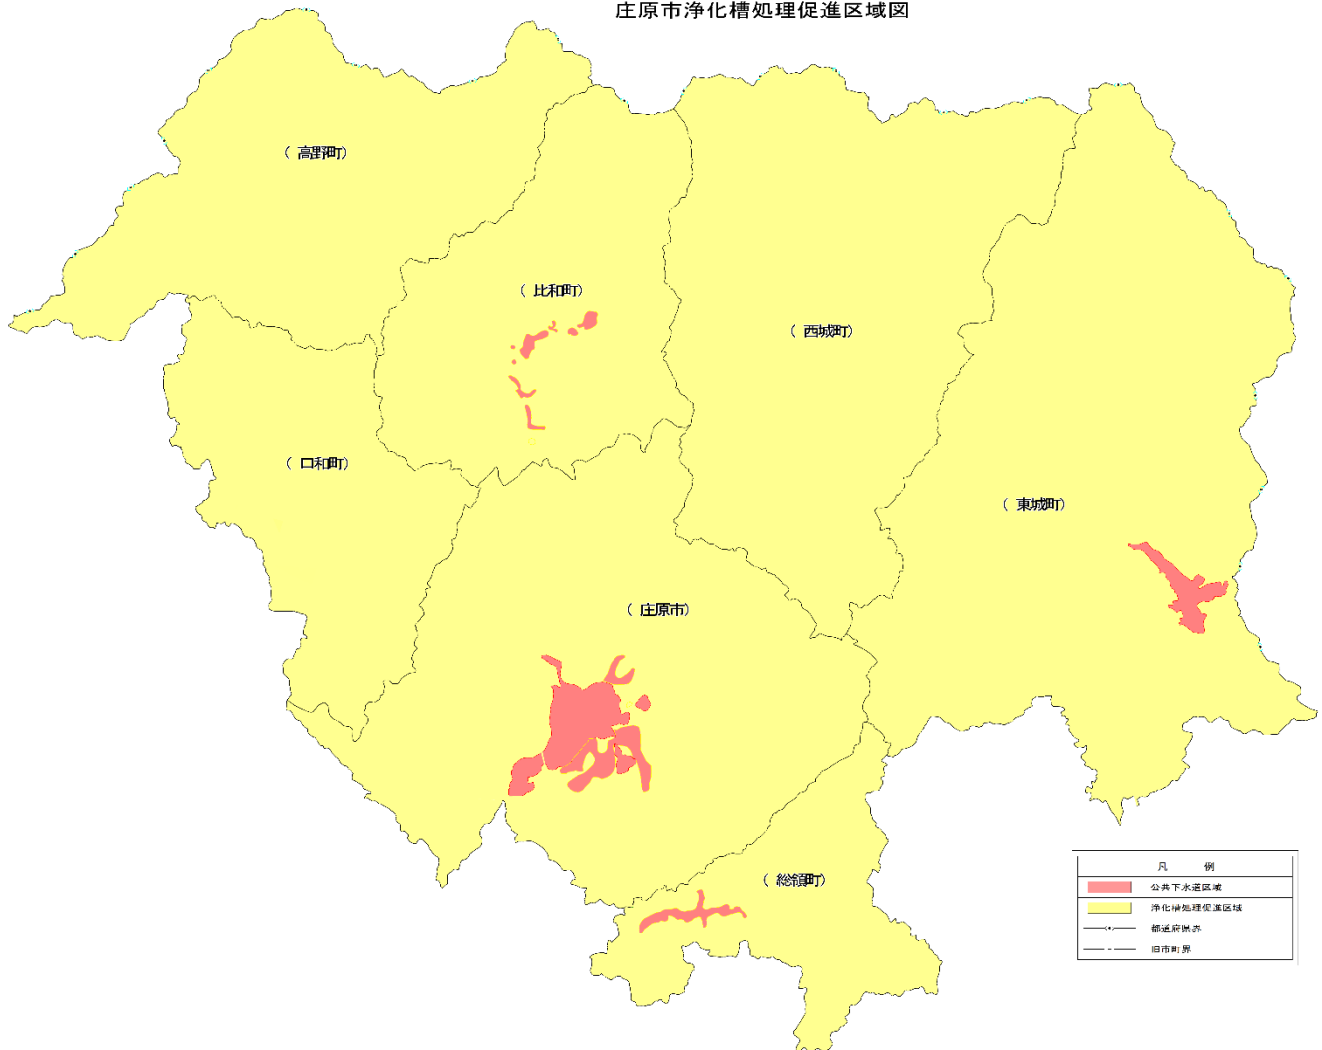 庄原市浄化槽処理促進区域図
（高野町）
（比和町）
（西城町）
（口和町）
（東城町）
（庄原市）
（総領町）
凡 例
公共下水道区域
浄化槽処理促進区域
都道府県界
旧市町界